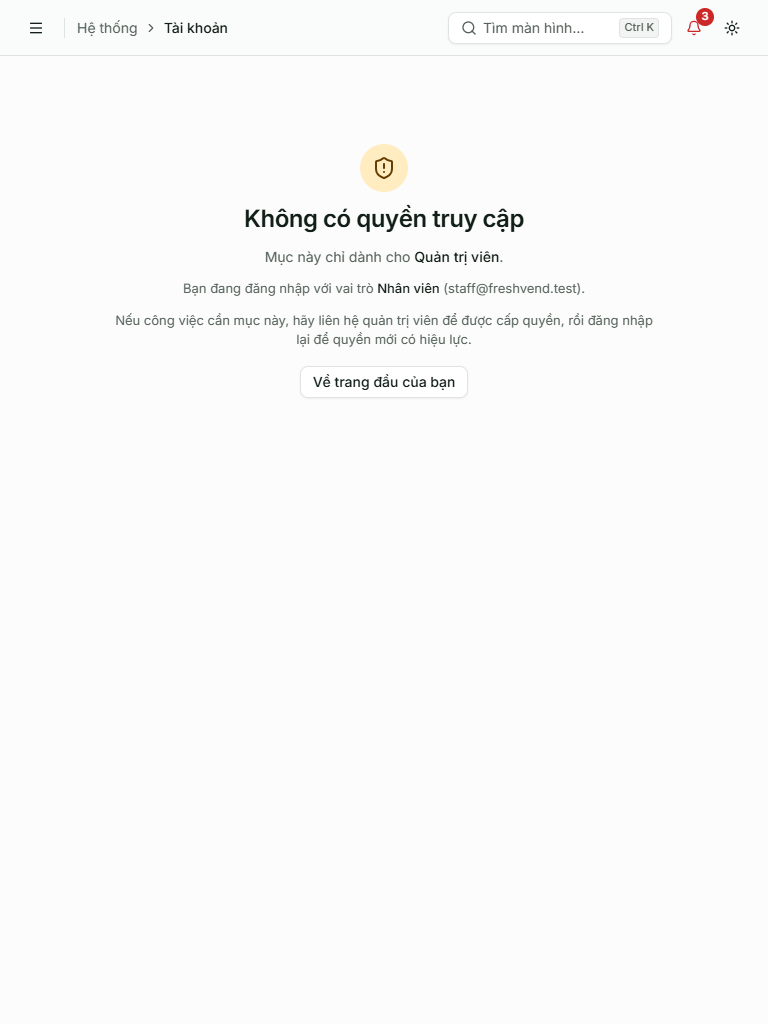 Hệ thống > Tài khoản
Tìm màn hình... Ctrl K
3
Không có quyền truy cập
Mục này chỉ dành cho Quản trị viên.
Bạn đang đăng nhập với vai trò Nhân viên (staff@freshvend.test).
Nếu công việc cần mục này, hãy liên hệ quản trị viên để được cấp quyền, rồi đăng nhập
lại để quyền mới có hiệu lực.
Về trang đầu của bạn